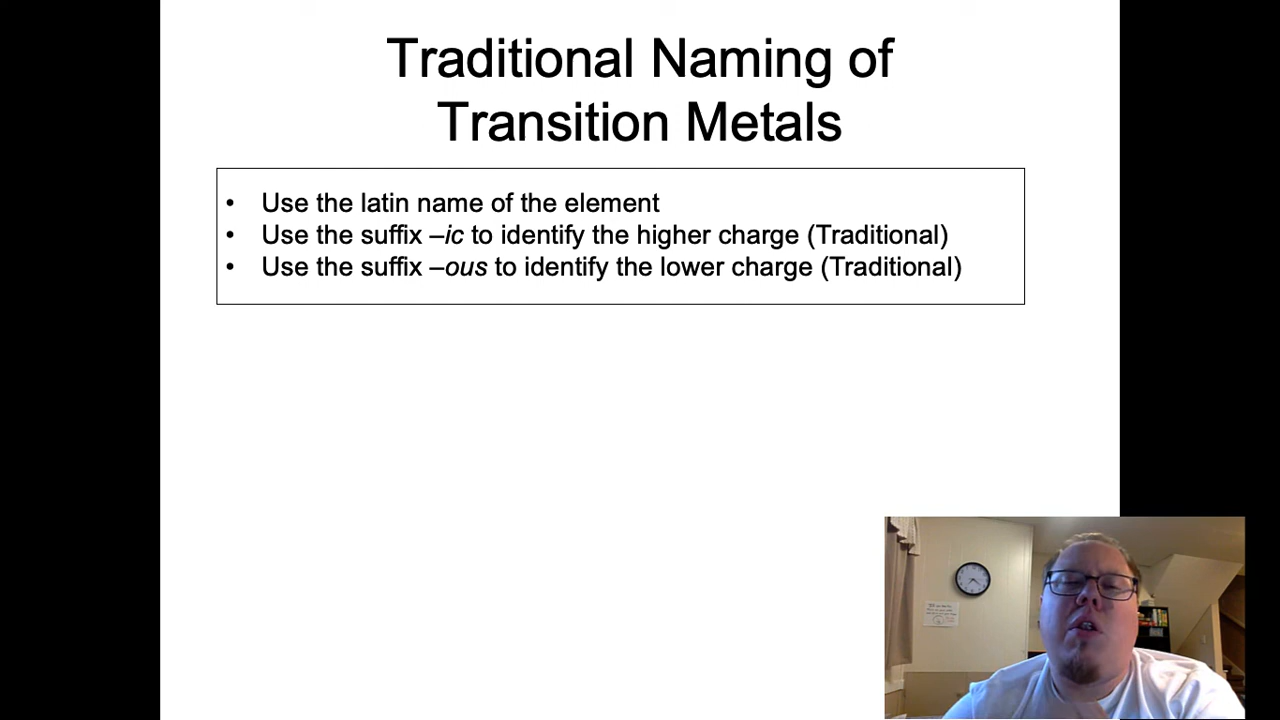 Traditional Naming of
Transition Metals
• Use the latin name of the element
• Use the suffix –ic to identify the higher charge (Traditional)
• Use the suffix –ous to identify the lower charge (Traditional)